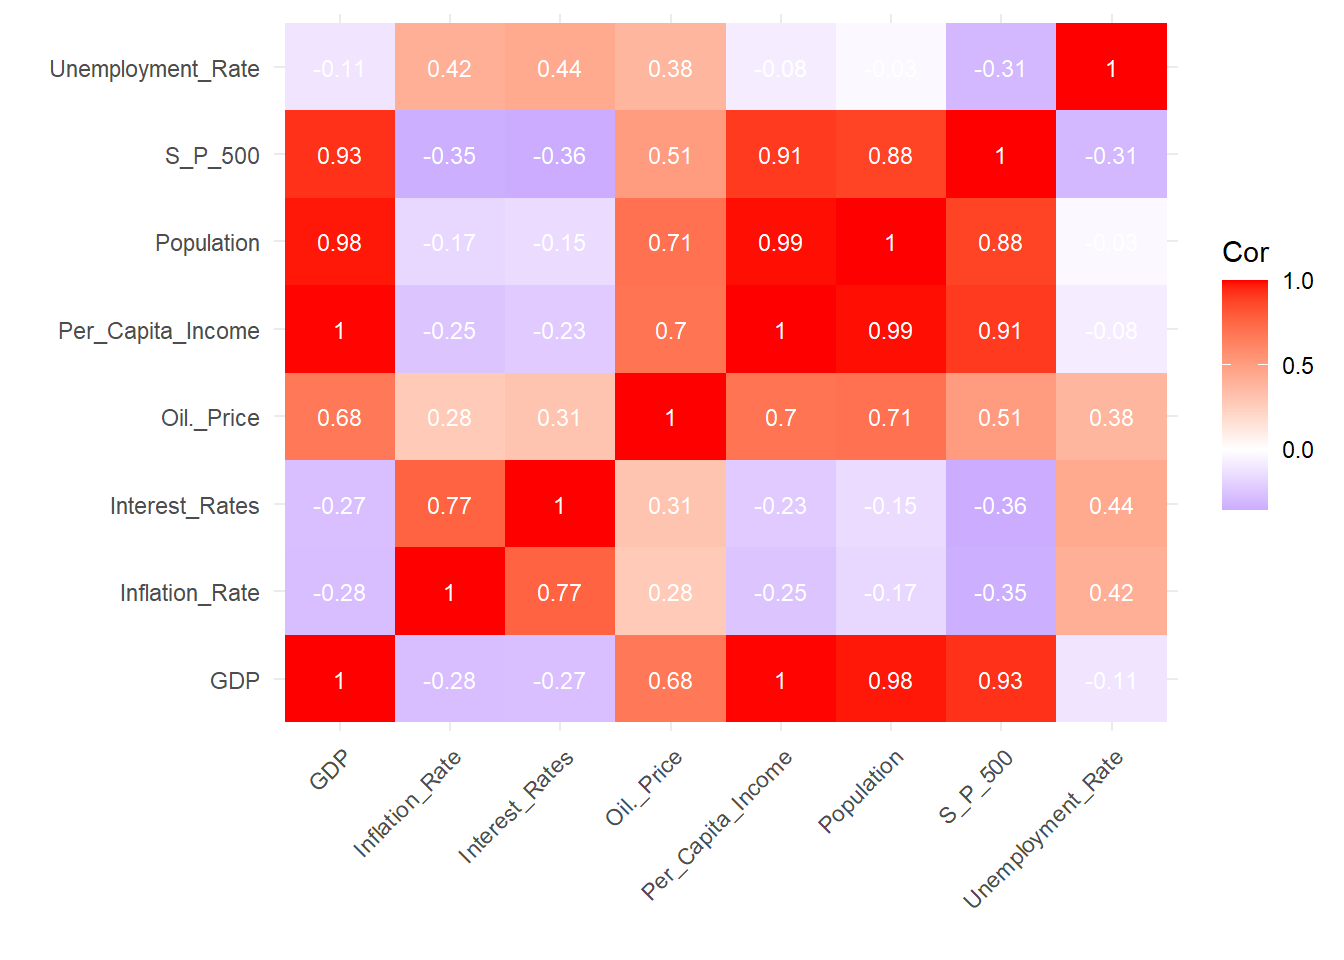 Unemployment_Rate -0.11 0.42 0.44 0.38 -0.08 -0.03 -0.31 1
S_P_500 0.93 -0.35 -0.36 0.51 0.91 0.88 1 -0.31
Population 0.98 -0.17 -0.15 0.71 0.99 1 0.88 -0.03
Per_Capita_Income 1 -0.25 -0.23 0.7 1 0.99 0.91 -0.08
Oil._Price 0.68 0.28 0.31 1 0.7 0.71 0.51 0.38
Interest_Rates -0.27 0.77 1 0.31 -0.23 -0.15 -0.36 0.44
Inflation_Rate -0.28 1 0.77 0.28 -0.25 -0.17 -0.35 0.42
GDP 1 -0.28 -0.27 0.68 1 0.98 0.93 -0.11
GDP
Inflation_Rate
Interest_Rates
Oil._Price
Per_Capita_Income
Population
S_P_500
Unemployment_Rate
Cor
1.0
0.5
0.0